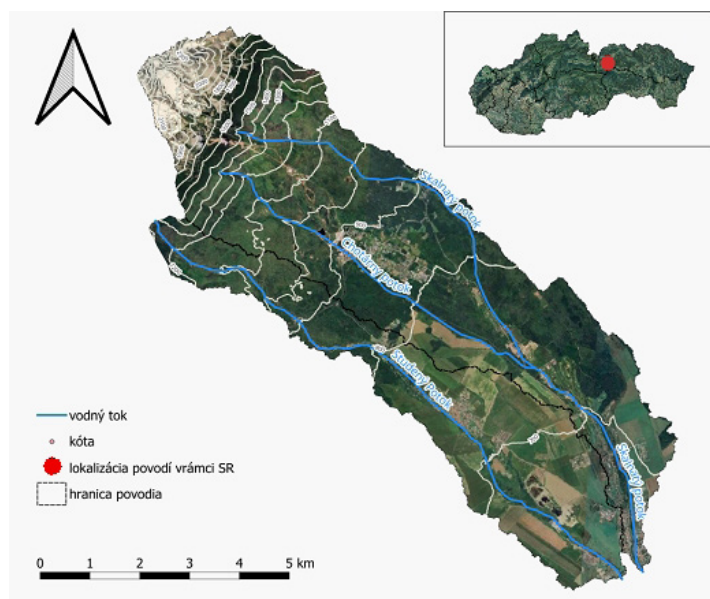 Skalnatý potok
Chotárny potok
Studený Potok
Skalnatý potok
vodný tok
kóta
lokalizácia povodí vrámci SR
hranica povodia
0 1 2 3 4 5 km